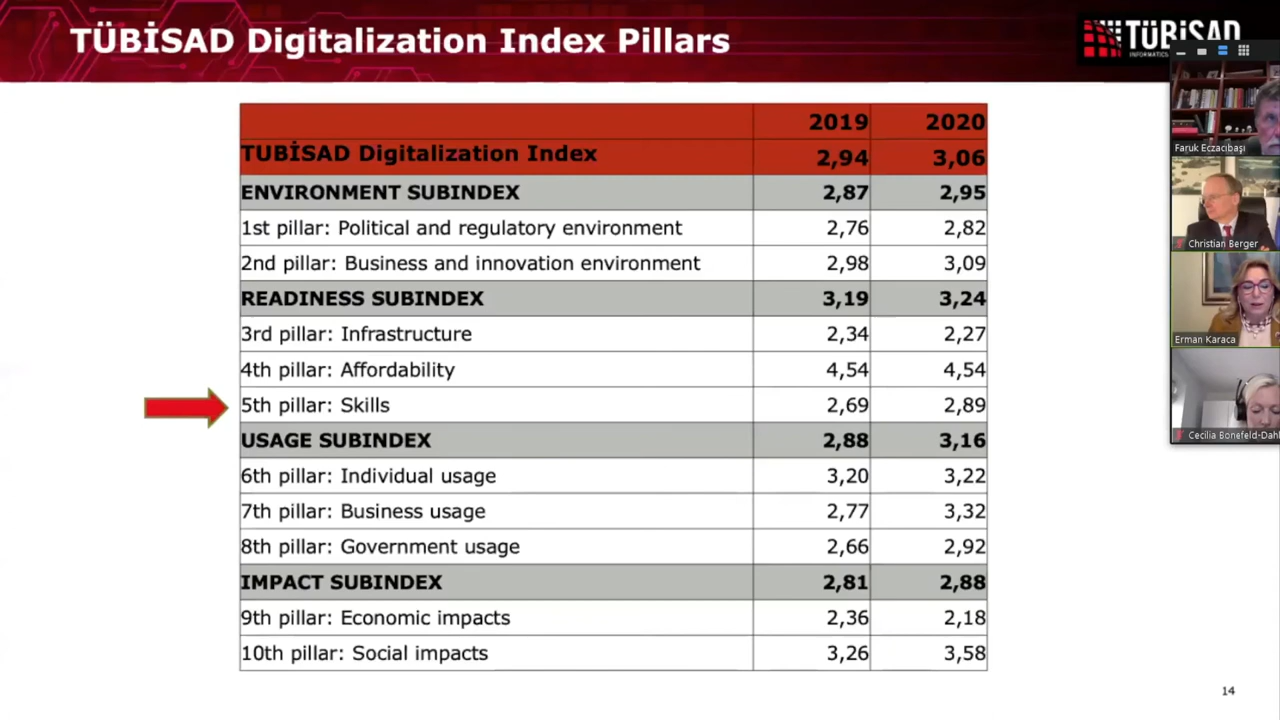 TÜBİSAD Digitalization Index Pillars
TÜBİSAD
INFORMATICS
2019 2020
TUBİSAD Digitalization Index 2,94 3,06
ENVIRONMENT SUBINDEX 2,87 2,95
1st pillar: Political and regulatory environment 2,76 2,82
2nd pillar: Business and innovation environment 2,98 3,09
READINESS SUBINDEX 3,19 3,24
3rd pillar: Infrastructure 2,34 2,27
4th pillar: Affordability 4,54 4,54
5th pillar: Skills 2,69 2,89
USAGE SUBINDEX 2,88 3,16
6th pillar: Individual usage 3,20 3,22
7th pillar: Business usage 2,77 3,32
8th pillar: Government usage 2,66 2,92
IMPACT SUBINDEX 2,81 2,88
9th pillar: Economic impacts 2,36 2,18
10th pillar: Social impacts 3,26 3,58
Faruk Eczacıbaşı
Christian Berger
Erman Karaca
Cecilia Bonefeld-Dahl
14